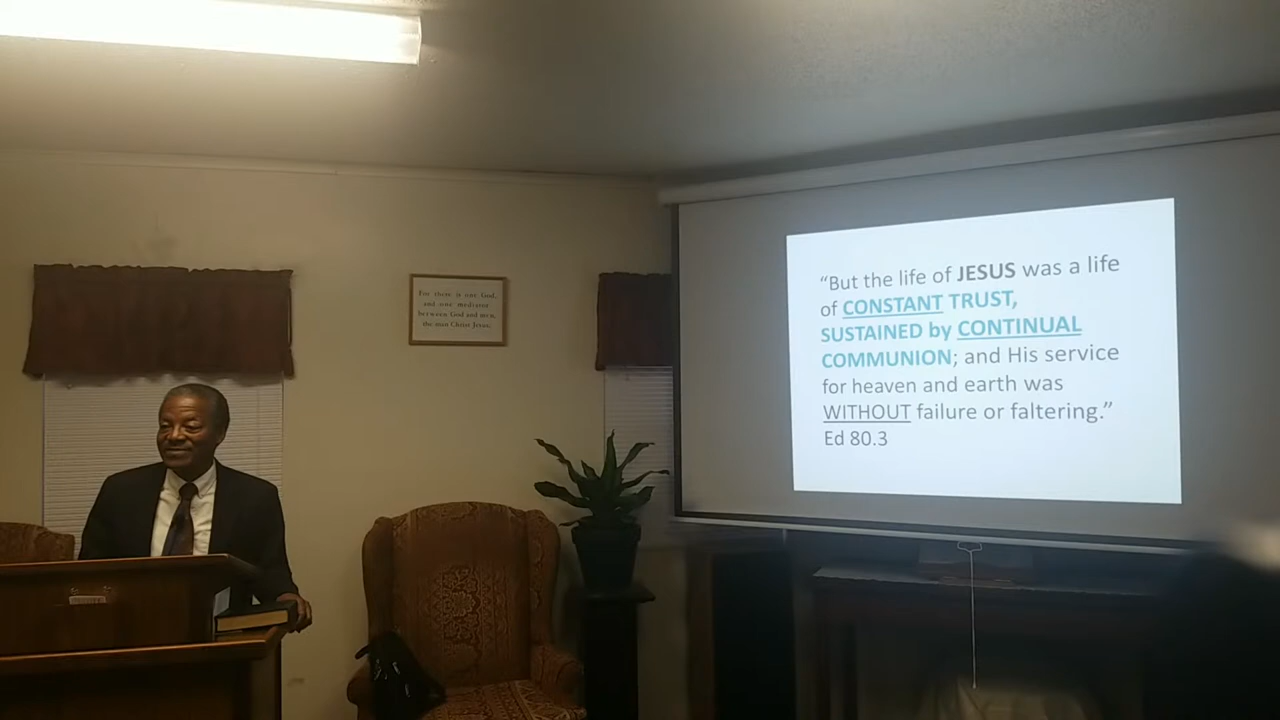 For there is one God,
and one mediator
between God and men,
the man Christ Jesus;
“But the life of JESUS was a life
of CONSTANT TRUST,
SUSTAINED by CONTINUAL
COMMUNION; and His service
for heaven and earth was
WITHOUT failure or faltering.”
Ed 80.3